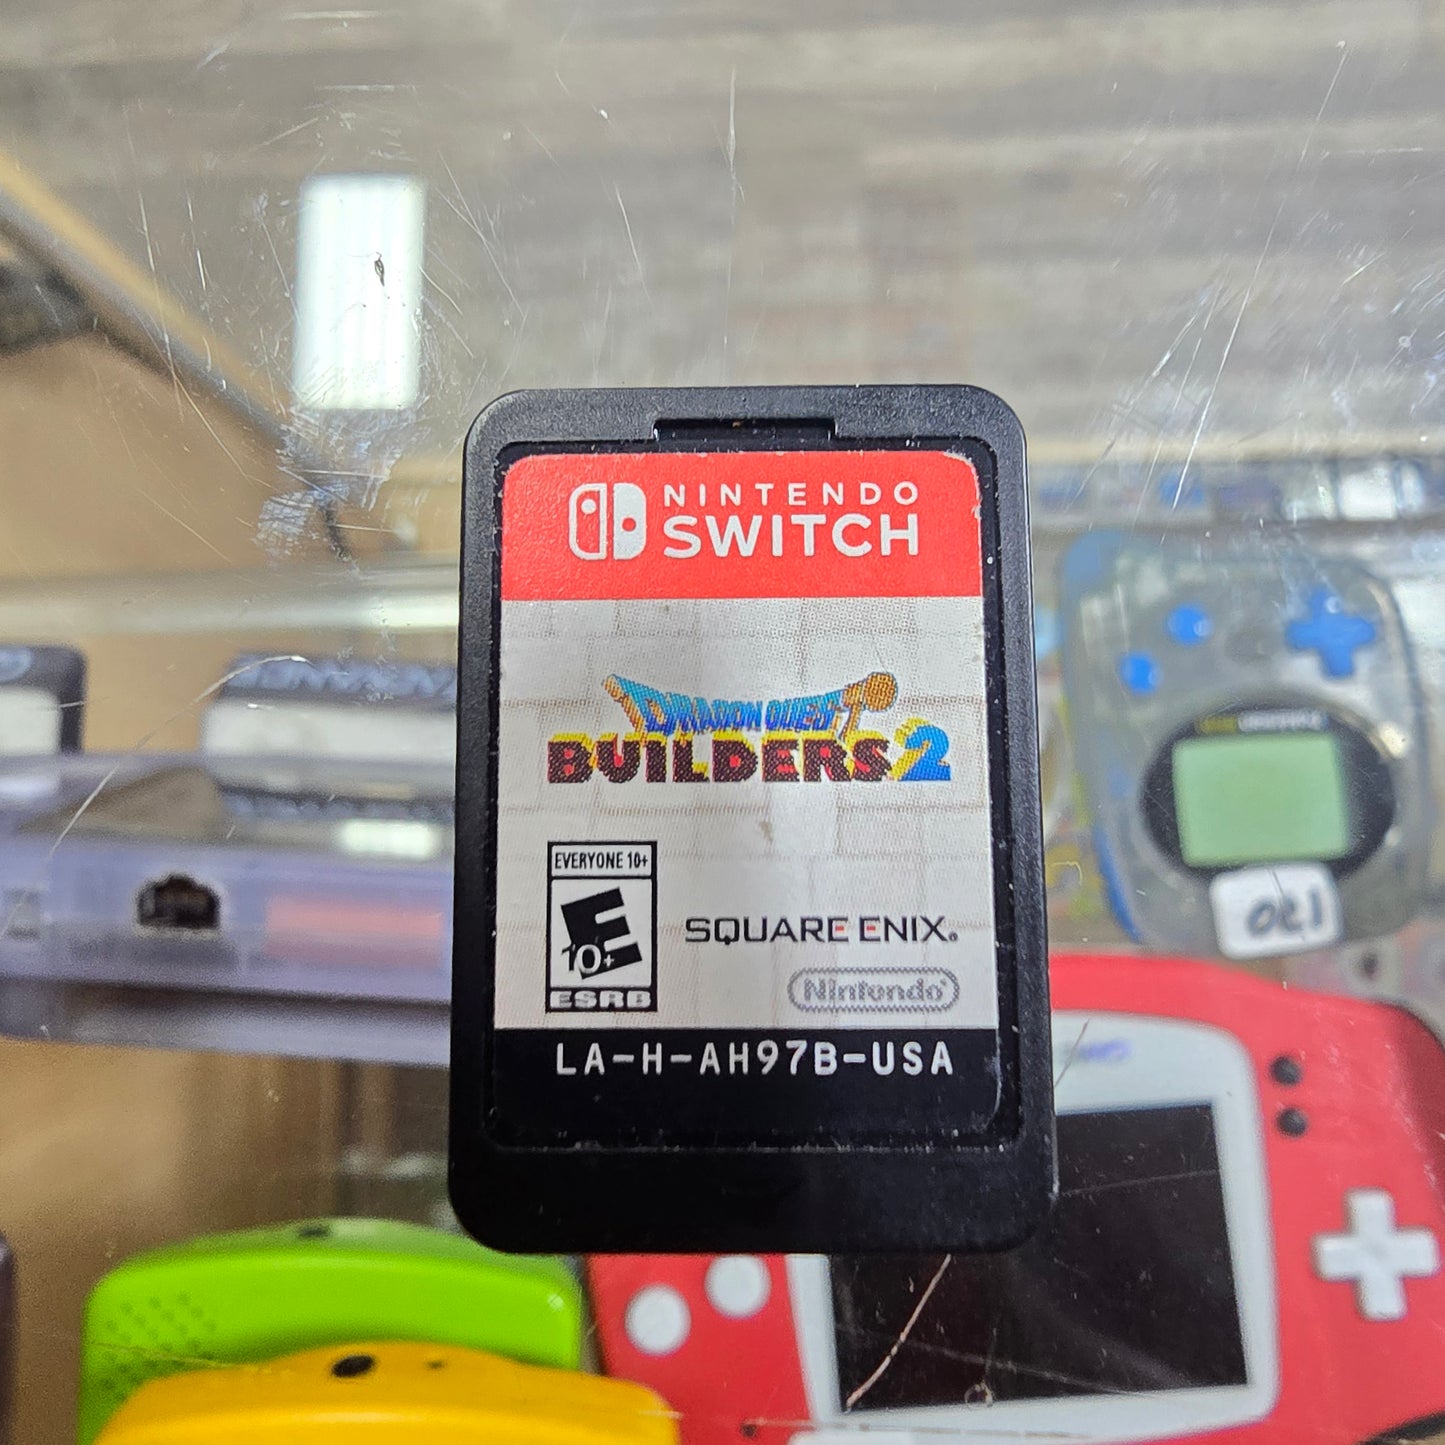 NINTENDO
SWITCH
DRAGON QUEST
BUILDERS 2
EVERYONE 10+
E
10+
ESRB
SQUARE ENIX.
Nintendo
LA-H-AH97B-USA